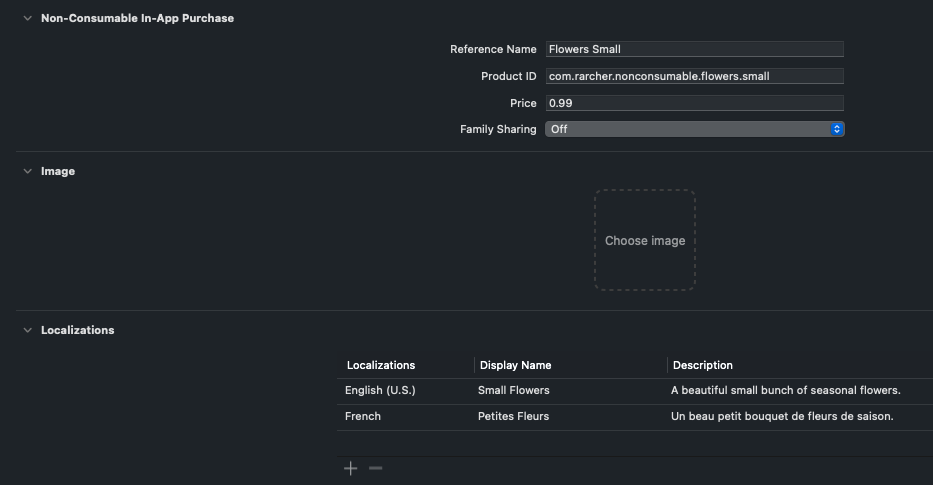 Non-Consumable In-App Purchase
Reference Name Flowers Small
Product ID com.rarcher.nonconsumable.flowers.small
Price 0.99
Family Sharing Off
Image
Choose image
Localizations
Localizations Display Name Description
English (U.S.) Small Flowers A beautiful small bunch of seasonal flowers.
French Petites Fleurs Un beau petit bouquet de fleurs de saison.